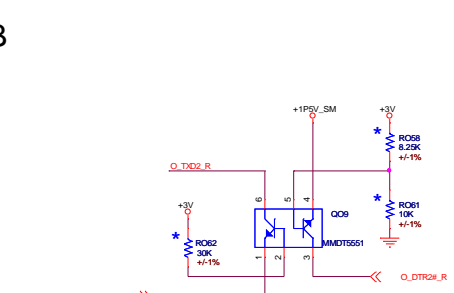 3
+1P5V_SM
+3V
*
RO58
8.25K
+/-1%
O_TXD2_R
6
5
4
*
RO61
10K
+/-1%
+3V
QO9
*
RO62
30K
+/-1%
MMDT5551
1
2
3
O_DTR2#_R